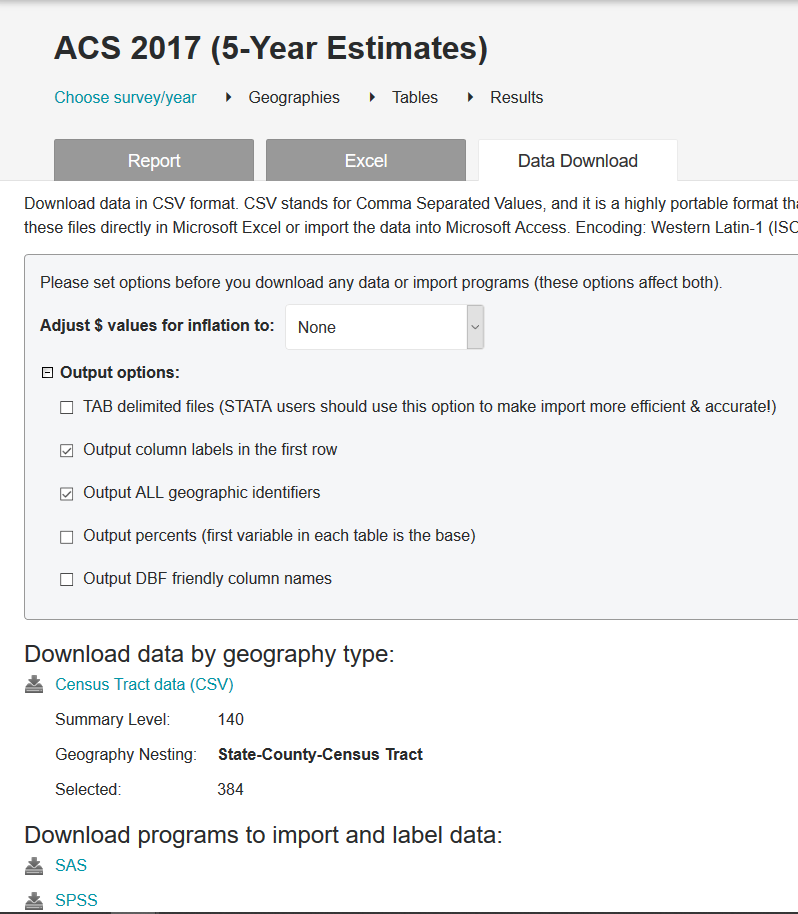 ACS 2017 (5-Year Estimates)
Choose survey/year Geographies Tables Results
Report Excel Data Download
Download data in CSV format. CSV stands for Comma Separated Values, and it is a highly portable format
these files directly in Microsoft Excel or import the data into Microsoft Access. Encoding: Western Latin-1
Please set options before you download any data or import programs (these options affect both).
Adjust $ values for inflation to: None
Output options:
TAB delimited files (STATA users should use this option to make import more efficient & accurate!)
Output column labels in the first row
Output ALL geographic identifiers
Output percents (first variable in each table is the base)
Output DBF friendly column names
Download data by geography type:
Census Tract data (CSV)
Summary Level: 140
Geography Nesting: State-County-Census Tract
Selected: 384
Download programs to import and label data:
SAS
SPSS